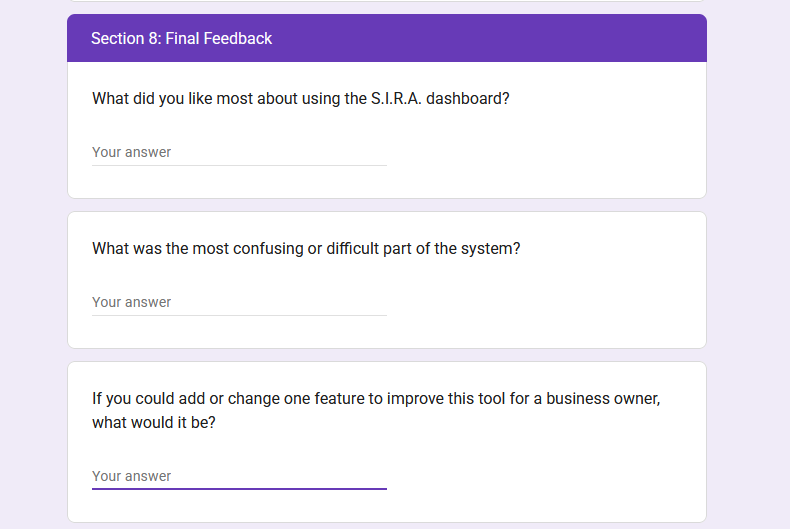 Section 8: Final Feedback
What did you like most about using the S.I.R.A. dashboard?
Your answer
What was the most confusing or difficult part of the system?
Your answer
If you could add or change one feature to improve this tool for a business owner,
what would it be?
Your answer